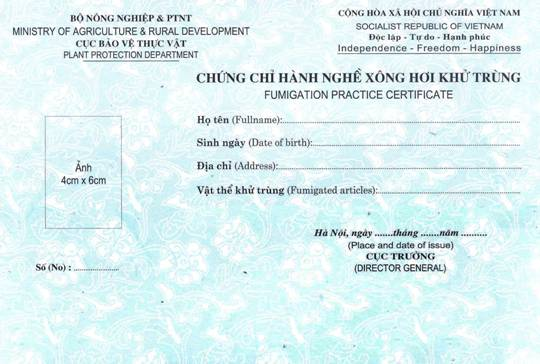 BỘ NÔNG NGHIỆP & PTNT
MINISTRY OF AGRICULTURE & RURAL DEVELOPMENT
CỤC BẢO VỆ THỰC VẬT
PLANT PROTECTION DEPARTMENT
CỘNG HÒA XÃ HỘI CHỦ NGHĨA VIỆT NAM
SOCIALIST REPUBLIC OF VIETNAM
Độc lập - Tự do - Hạnh phúc
Independence - Freedom - Happiness
CHỨNG CHỈ HÀNH NGHỀ XÔNG HƠI KHỬ TRÙNG
FUMIGATION PRACTICE CERTIFICATE
Họ tên (Fullname):
Sinh ngày (Date of birth):
Địa chỉ (Address):
Vật thể khử trùng (Fumigated articles):
Ảnh
4cm x 6cm
Hà Nội, ngày .......tháng .......năm ..........
(Place and date of issue)
CỤC TRƯỞNG
(DIRECTOR GENERAL)
Số (No) : ..................